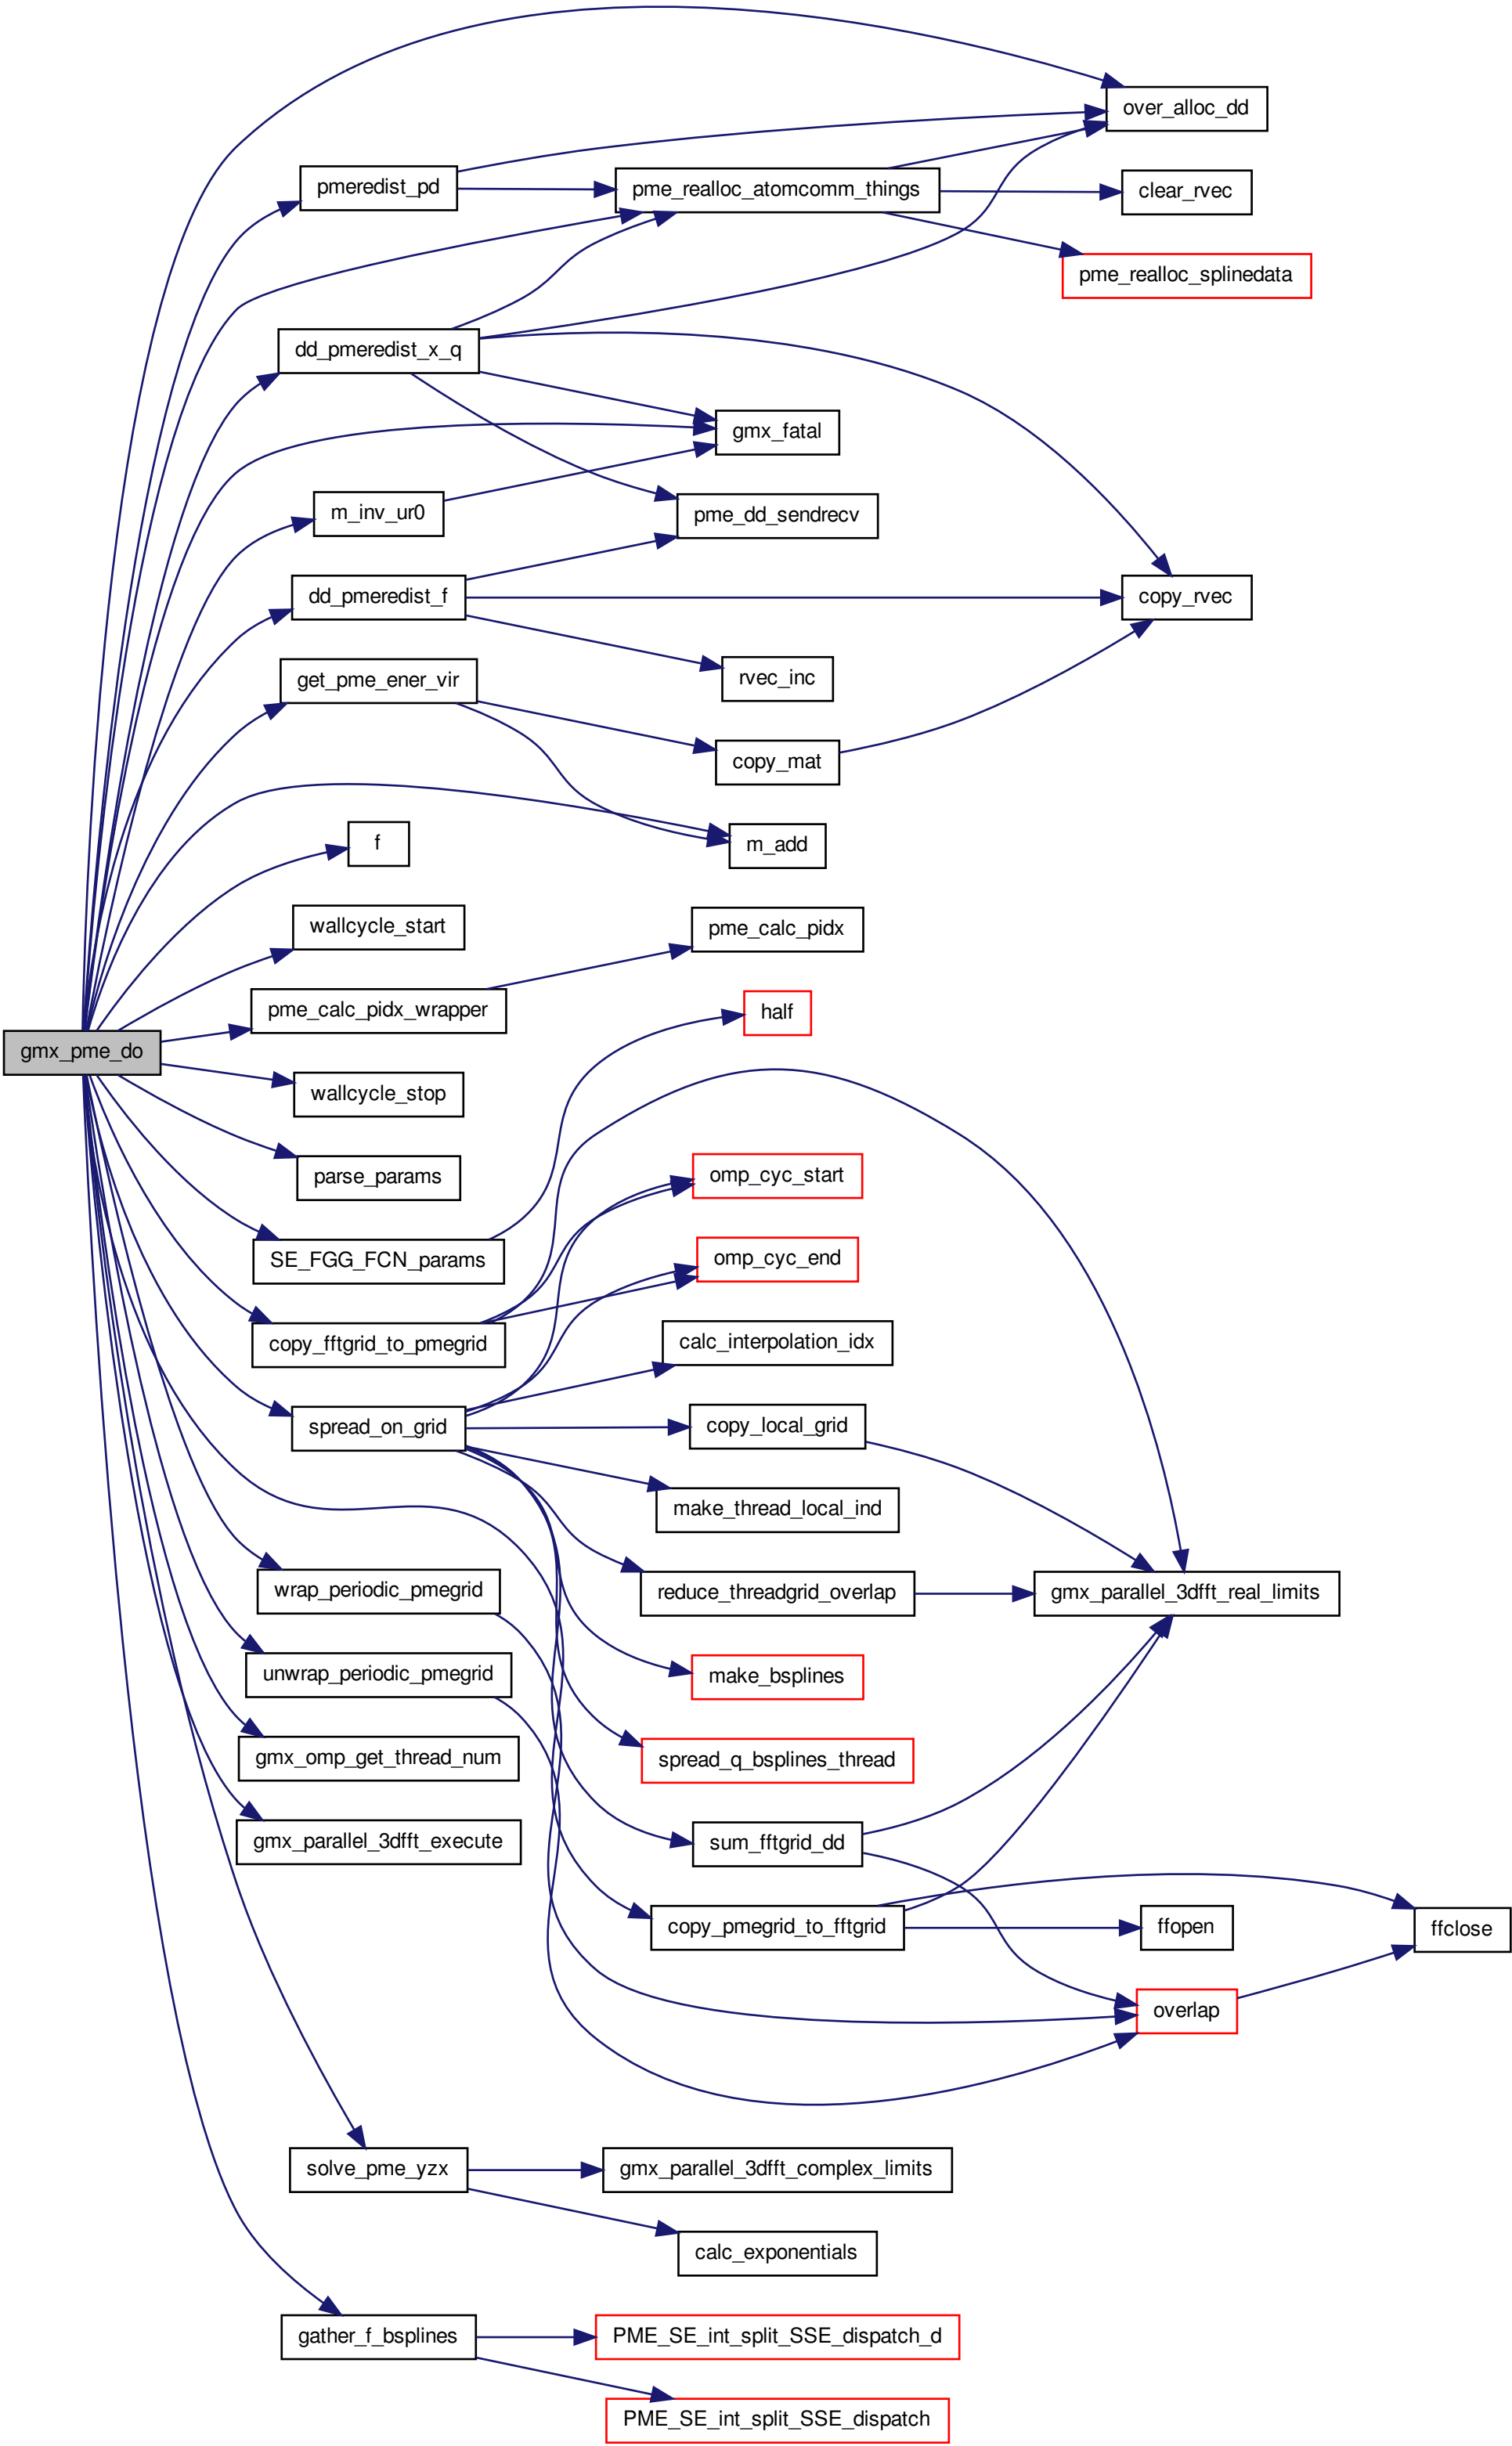 over_alloc_dd
pmeredist_pd
pme_realloc_atomcomm_things
clear_rvec
pme_realloc_splinedata
dd_pmeredist_x_q
gmx_fatal
m_inv_ur0
pme_dd_sendrecv
dd_pmeredist_f
copy_rvec
get_pme_ener_vir
rvec_inc
copy_mat
f
m_add
wallcycle_start
pme_calc_pidx
pme_calc_pidx_wrapper
half
gmx_pme_do
wallcycle_stop
parse_params
omp_cyc_start
SE_FGG_FCN_params
omp_cyc_end
copy_fftgrid_to_pmegrid
calc_interpolation_idx
spread_on_grid
copy_local_grid
make_thread_local_ind
wrap_periodic_pmegrid
reduce_threadgrid_overlap
gmx_parallel_3dfft_real_limits
unwrap_periodic_pmegrid
make_bsplines
gmx_omp_get_thread_num
spread_q_bsplines_thread
gmx_parallel_3dfft_execute
sum_fftgrid_dd
copy_pmegrid_to_fftgrid
ffopen
ffclose
overlap
solve_pme_yzx
gmx_parallel_3dfft_complex_limits
calc_exponentials
gather_f_bsplines
PME_SE_int_split_SSE_dispatch_d
PME_SE_int_split_SSE_dispatch